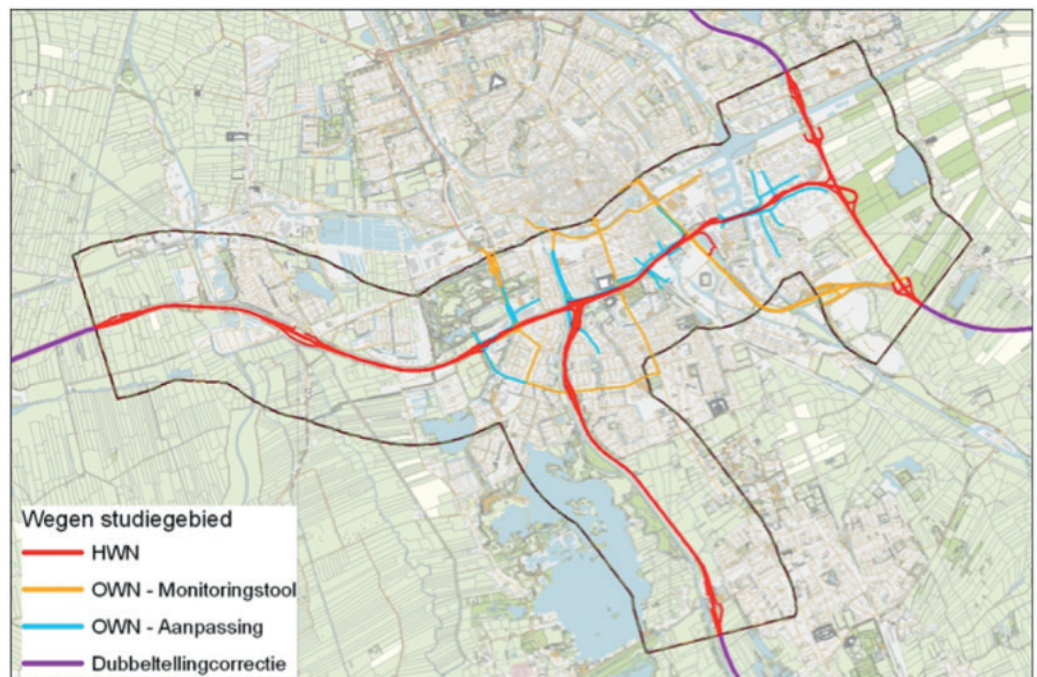 Wegen studiegebied
HWN
OWN - Monitoringstool
OWN - Aanpassing
Dubbeltellingcorrectie